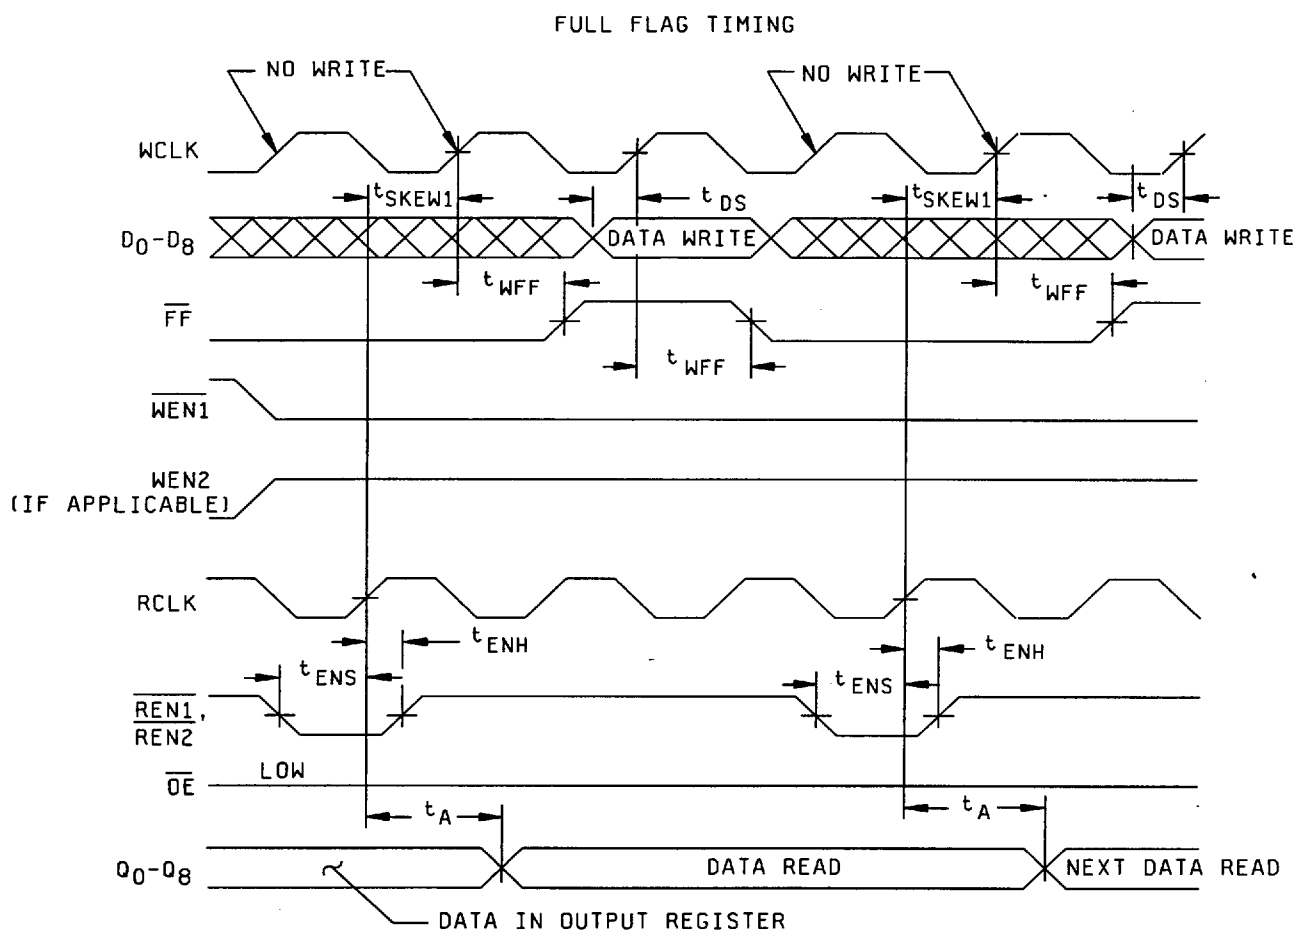 FULL FLAG TIMING
NO WRITE
NO WRITE
WCLK
tSKEW1
tDS
tSKEW1
tDS
D0-D8
DATA WRITE
DATA WRITE
tWFF
tWFF
FF
tWFF
WEN1
WEN2
(IF APPLICABLE)
RCLK
tENH
tENH
tENS
tENS
REN1,
REN2
LOW
OE
tA
tA
Q0-Q8
DATA READ
NEXT DATA READ
DATA IN OUTPUT REGISTER